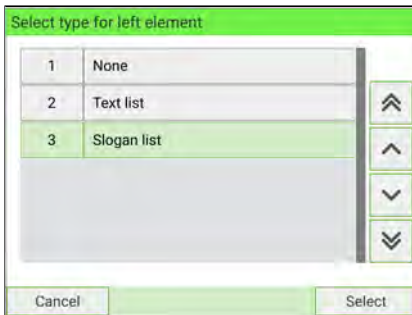 Select type for left element
1 None
2 Text list
3 Slogan list
Cancel Select